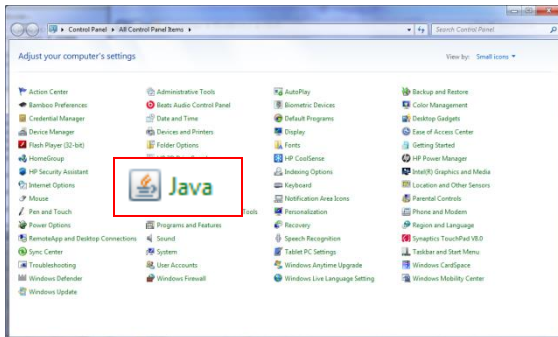 Control Panel ▸ All Control Panel Items ▸ Search Control Panel
Adjust your computer's settings View by: Small icons
Action Center Administrative Tools AutoPlay Backup and Restore
Bamboo Preferences Beats Audio Control Panel Biometric Devices Color Management
Credential Manager Date and Time Default Programs Desktop Gadgets
Device Manager Devices and Printers Display Ease of Access Center
Flash Player (32-bit) Folder Options Fonts Getting Started
HomeGroup HP CoolSense HP Power Manager
HP Security Assistant Indexing Options Intel(R) Graphics and Media
Internet Options Java Keyboard Location and Other Sensors
Mouse Notification Area Icons Parental Controls
Pen and Touch Tools Personalization Phone and Modem
Power Options Programs and Features Recovery Region and Language
RemoteApp and Desktop Connections Sound Speech Recognition Synaptics TouchPad V8.0
Sync Center System Tablet PC Settings Taskbar and Start Menu
Troubleshooting User Accounts Windows Anytime Upgrade Windows CardSpace
Windows Defender Windows Firewall Windows Live Language Setting Windows Mobility Center
Windows Update